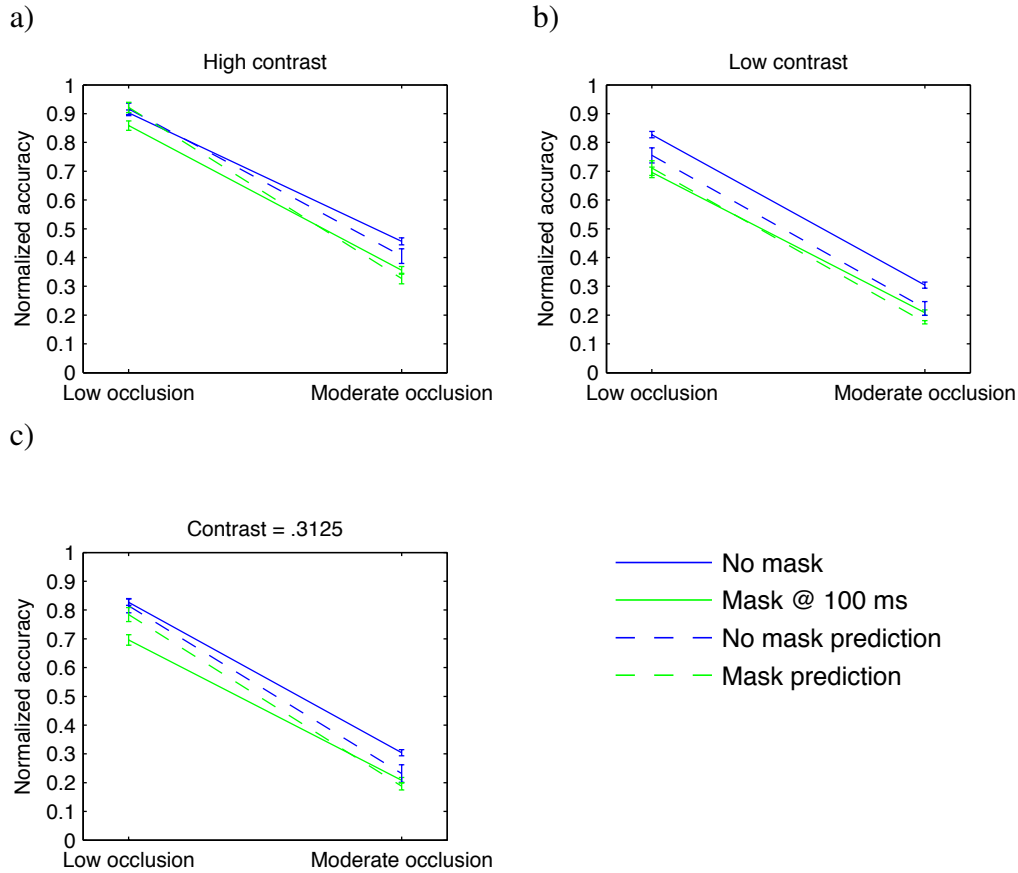 a)
High contrast
1
0.9
0.8
0.7
0.6
0.5
0.4
0.3
0.2
0.1
0
Normalized accuracy
Low occlusion Moderate occlusion
b)
Low contrast
1
0.9
0.8
0.7
0.6
0.5
0.4
0.3
0.2
0.1
0
Normalized accuracy
Low occlusion Moderate occlusion
c)
Contrast = .3125
1
0.9
0.8
0.7
0.6
0.5
0.4
0.3
0.2
0.1
0
Normalized accuracy
Low occlusion Moderate occlusion
No mask
Mask @ 100 ms
No mask prediction
Mask prediction